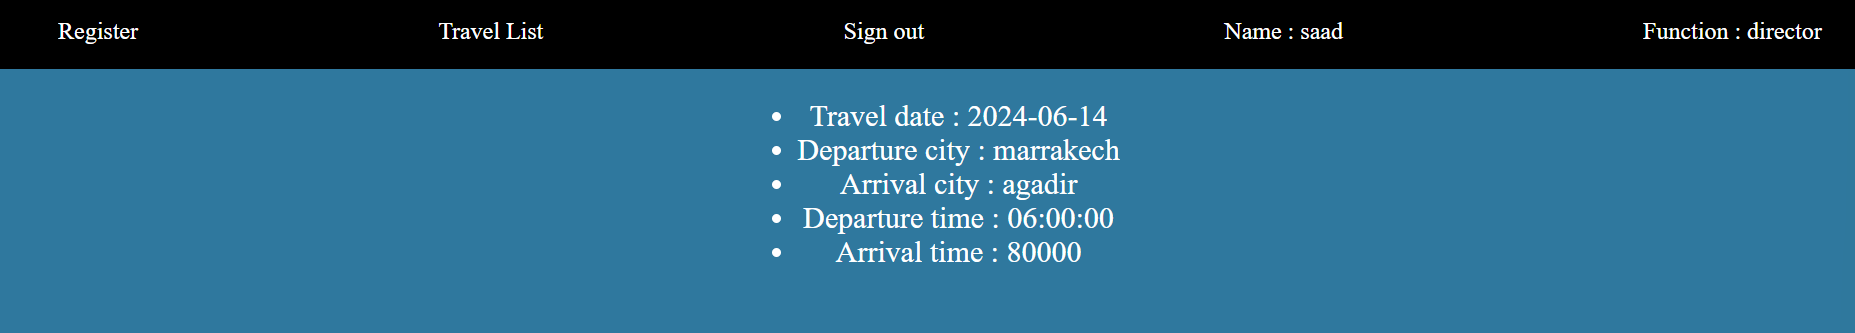 Register Travel List Sign out Name : saad Function : director
• Travel date : 2024-06-14
• Departure city : marrakech
• Arrival city : agadir
• Departure time : 06:00:00
• Arrival time : 80000